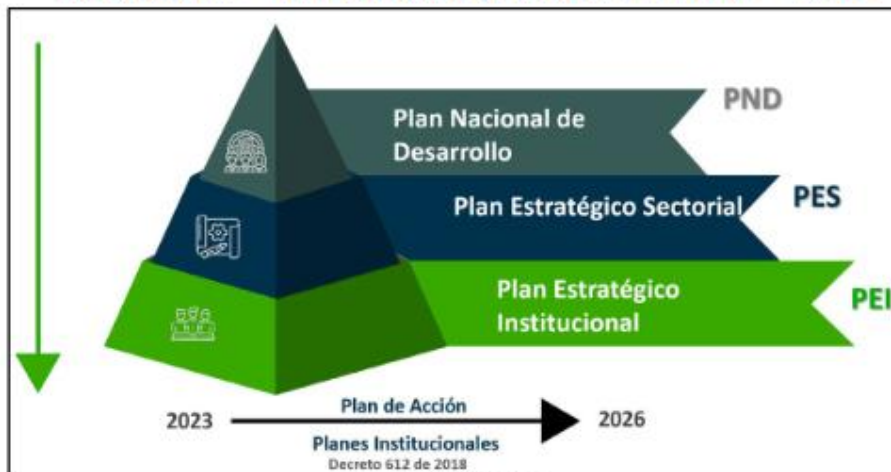 Plan Nacional de
Desarrollo
PND
Plan Estratégico Sectorial
PES
Plan Estratégico
Institucional
PEI
2023
Plan de Acción
2026
Planes Institucionales
Decreto 612 de 2018